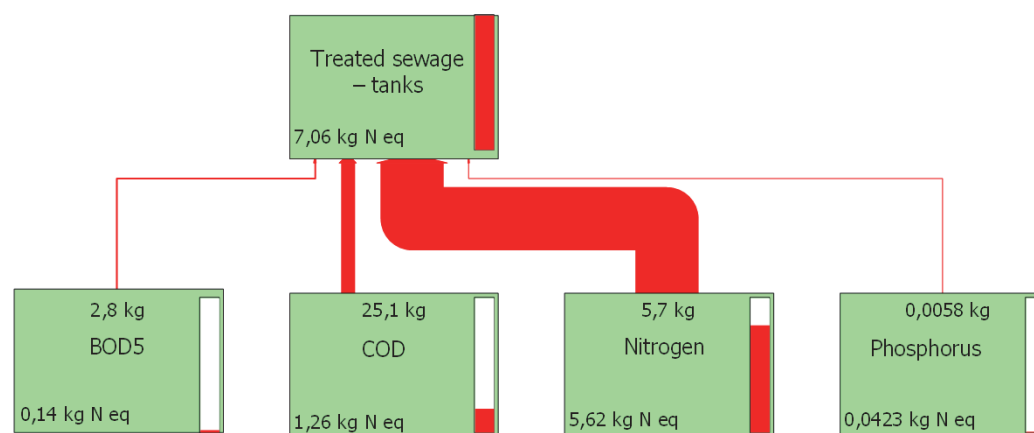 Treated sewage
– tanks
7,06 kg N eq
2,8 kg
BOD5
0,14 kg N eq
25,1 kg
COD
1,26 kg N eq
5,7 kg
Nitrogen
5,62 kg N eq
0,0058 kg
Phosphorus
0,0423 kg N eq